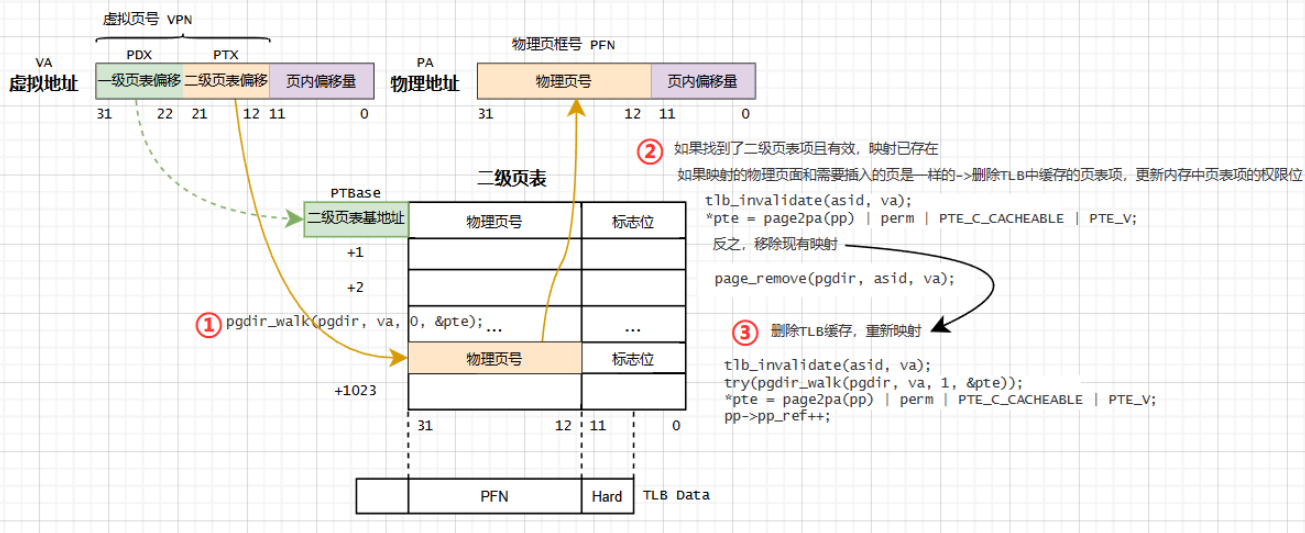 虚拟页号 VPN
PDX
PTX
VA
虚拟地址
一级页表偏移
二级页表偏移
页内偏移量
31
22
21
12
11
0
物理页框号 PFN
PA
物理地址
物理页号
页内偏移量
31
12
11
0
② 如果找到了二级页表项且有效，映射已存在
如果映射的物理页面和需要插入的页是一样的->删除TLB中缓存的页表项，更新内存中页表项的权限位
tlb_invalidate(asid, va);
*pte = page2pa(pp) | perm | PTE_C_CACHEABLE | PTE_V;
反之，移除现有映射
page_remove(pgdir, asid, va);
③ 删除TLB缓存，重新映射
tlb_invalidate(asid, va);
try(pgdir_walk(pgdir, va, 1, &pte));
*pte = page2pa(pp) | perm | PTE_C_CACHEABLE | PTE_V;
pp->pp_ref++;
二级页表
PTBase
二级页表基地址
物理页号
标志位
+1
+2
① pgdir_walk(pgdir, va, 0, &pte);
...
...
物理页号
标志位
+1023
31
12
11
0
PFN
Hard
TLB Data